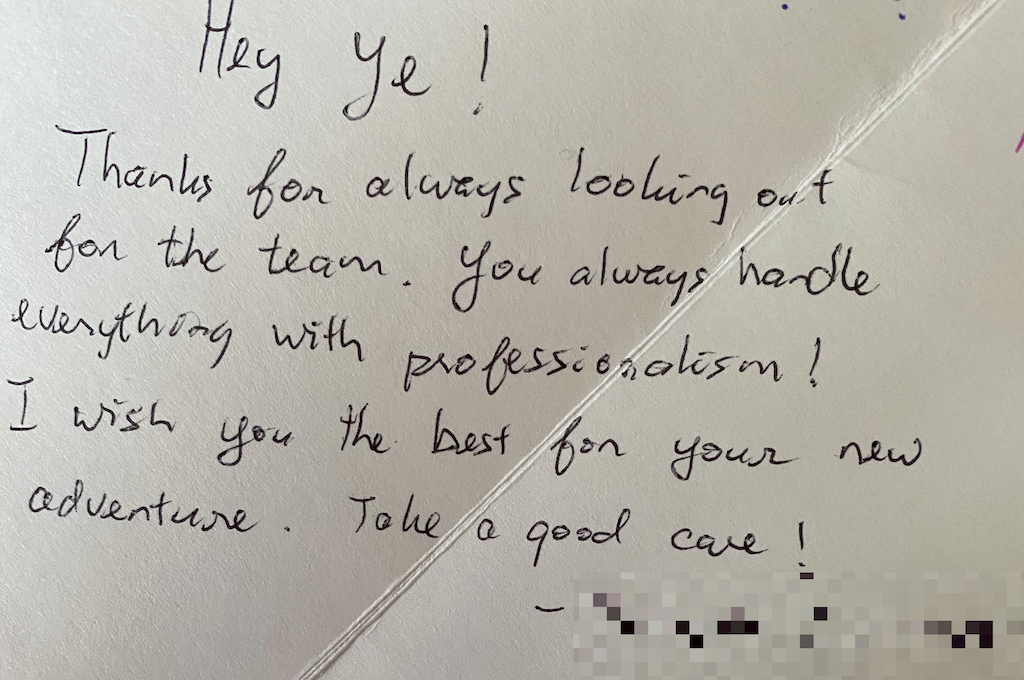 Hey Ye!
Thanks for always looking out
for the team. You always handle
everything with professionalism!
I wish you the best for your new
adventure. Take a good care!
-